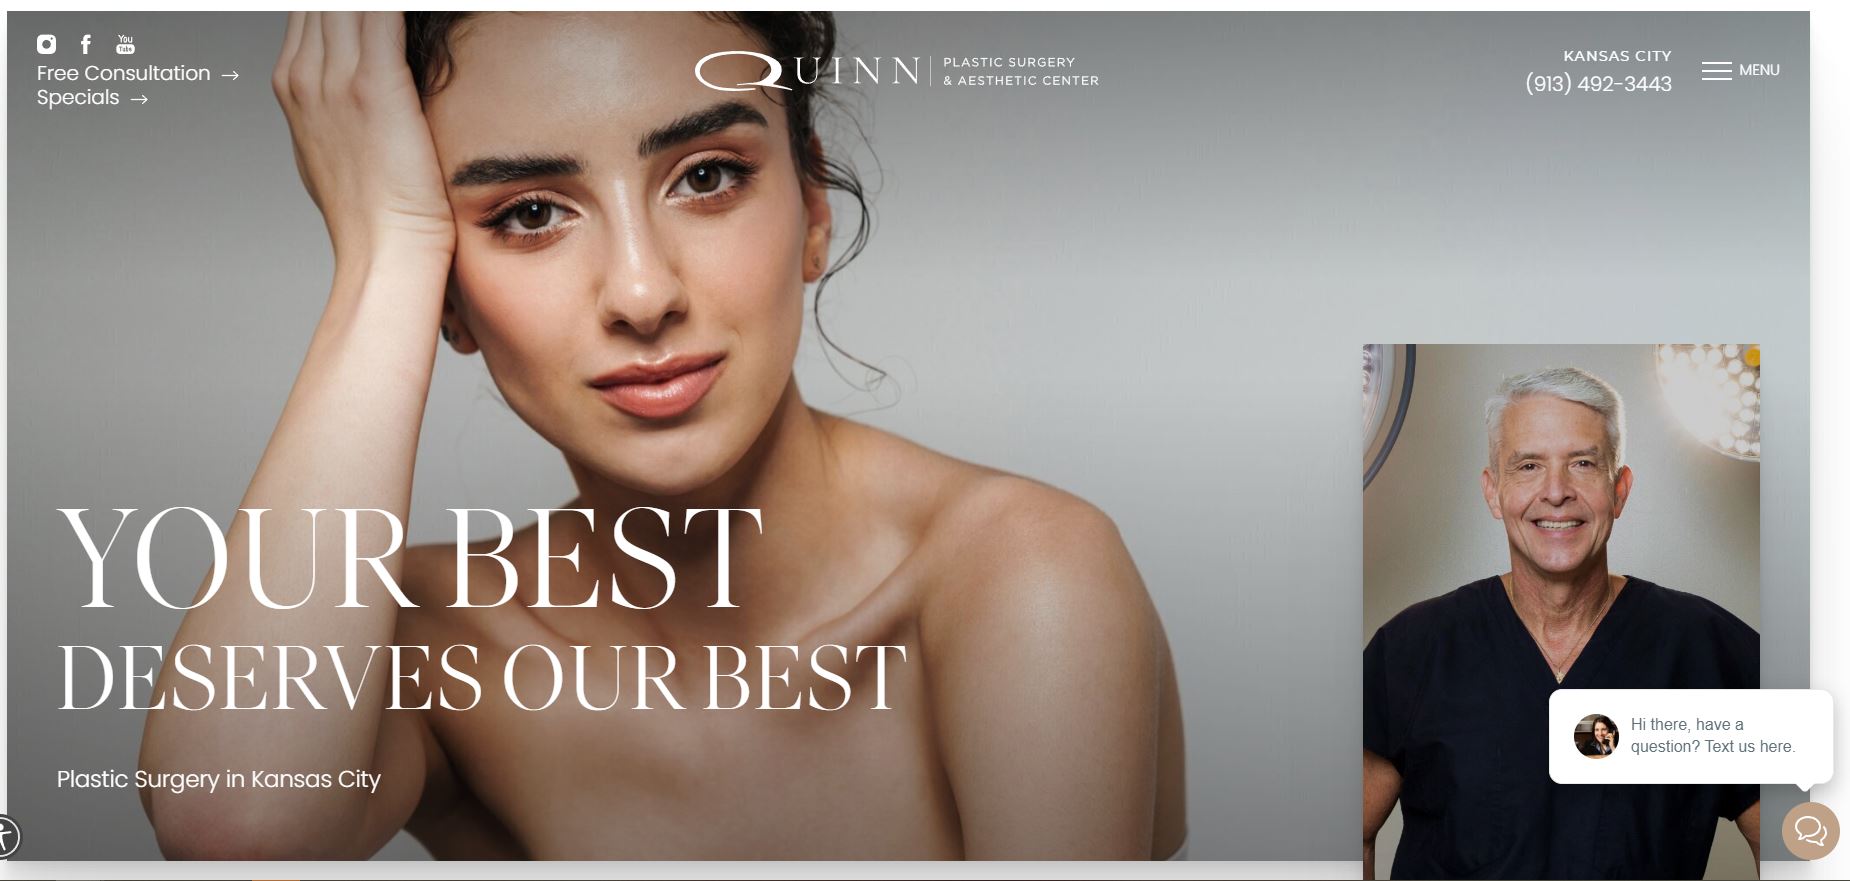 You
Tube
Free Consultation →
Specials →
QUINN
PLASTIC SURGERY
& AESTHETIC CENTER
KANSAS CITY
(913) 492-3443
MENU
YOUR BEST
DESERVES OUR BEST
Plastic Surgery in Kansas City
Hi there, have a
question? Text us here.